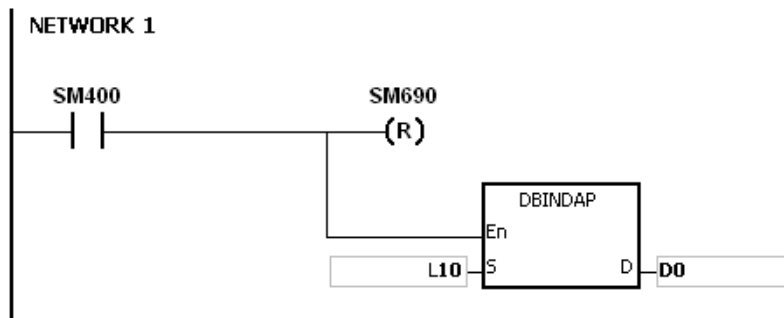 NETWORK 1
SM400
SM690
(R)
DBINDAP
En
L10 S D D0